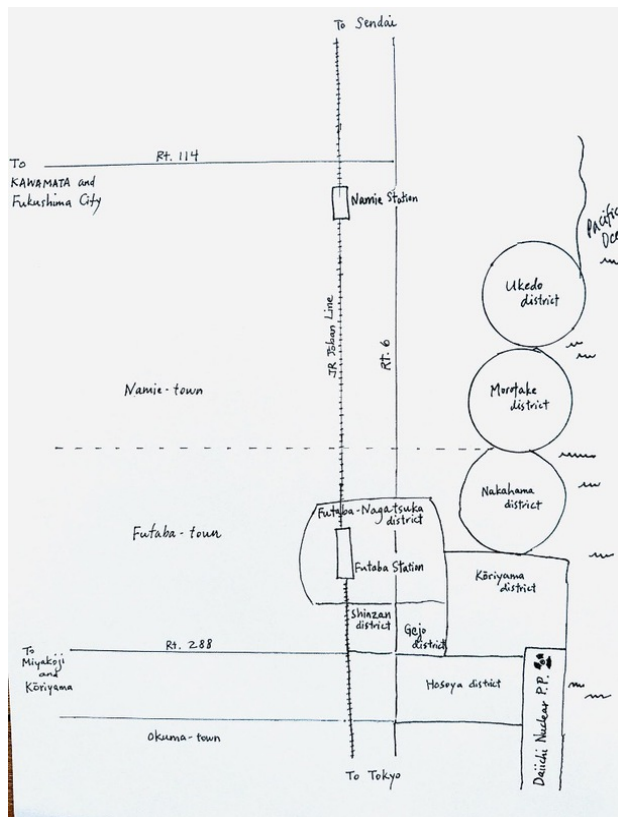 To Sendai
Rt. 114
To
KAWAMATA and
Fukushima City
Namie Station
Pacific
Oce
Ukedo
district
JR Joban Line
Rt. 6
Namie-town
Morotake
district
Nakahama
district
Futaba-Nagatsuka
district
Futaba-town
Futaba Station
Kōriyama
district
Shinzan
district
Gejo
district
To
Miyakoji
and
Kōriyama
Rt. 288
Hosoya district
Daiichi Nuclear P.P.
Okuma-town
To Tokyo